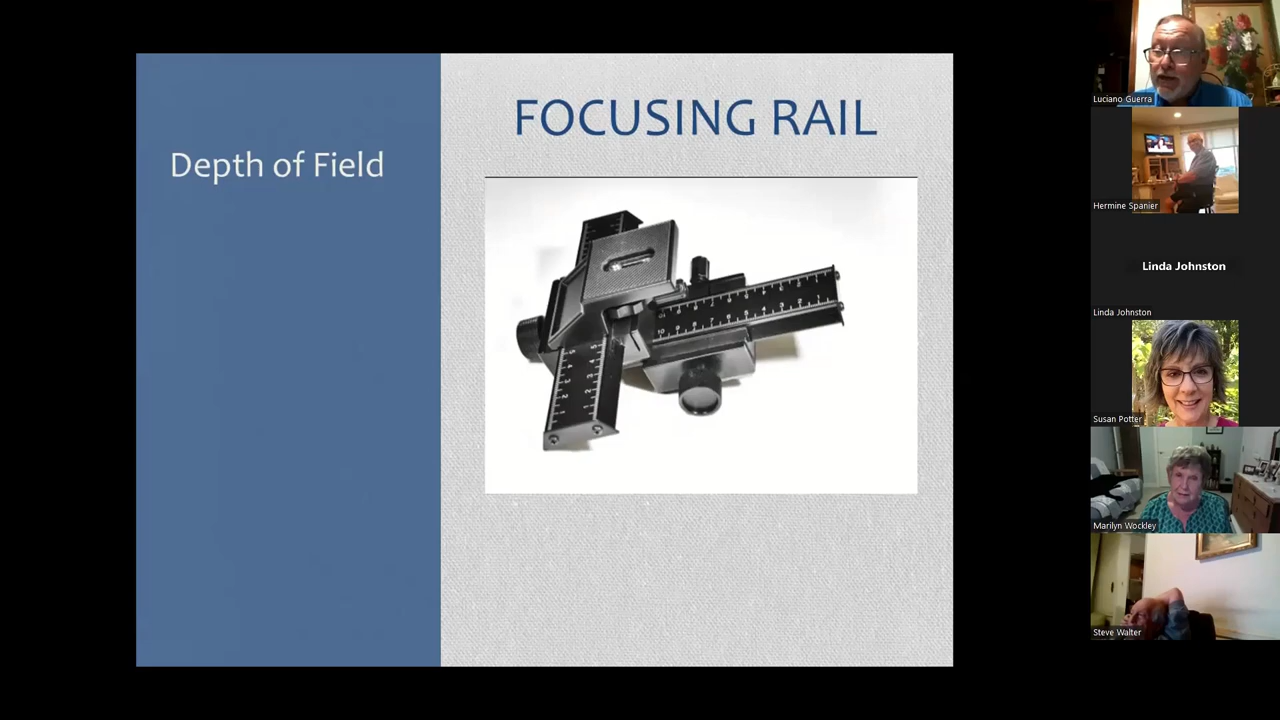 Depth of Field
FOCUSING RAIL
Luciano Guerra
Hermine Spanier
Linda Johnston
Linda Johnston
Susan Potter
Marilyn Wockley
Steve Walter